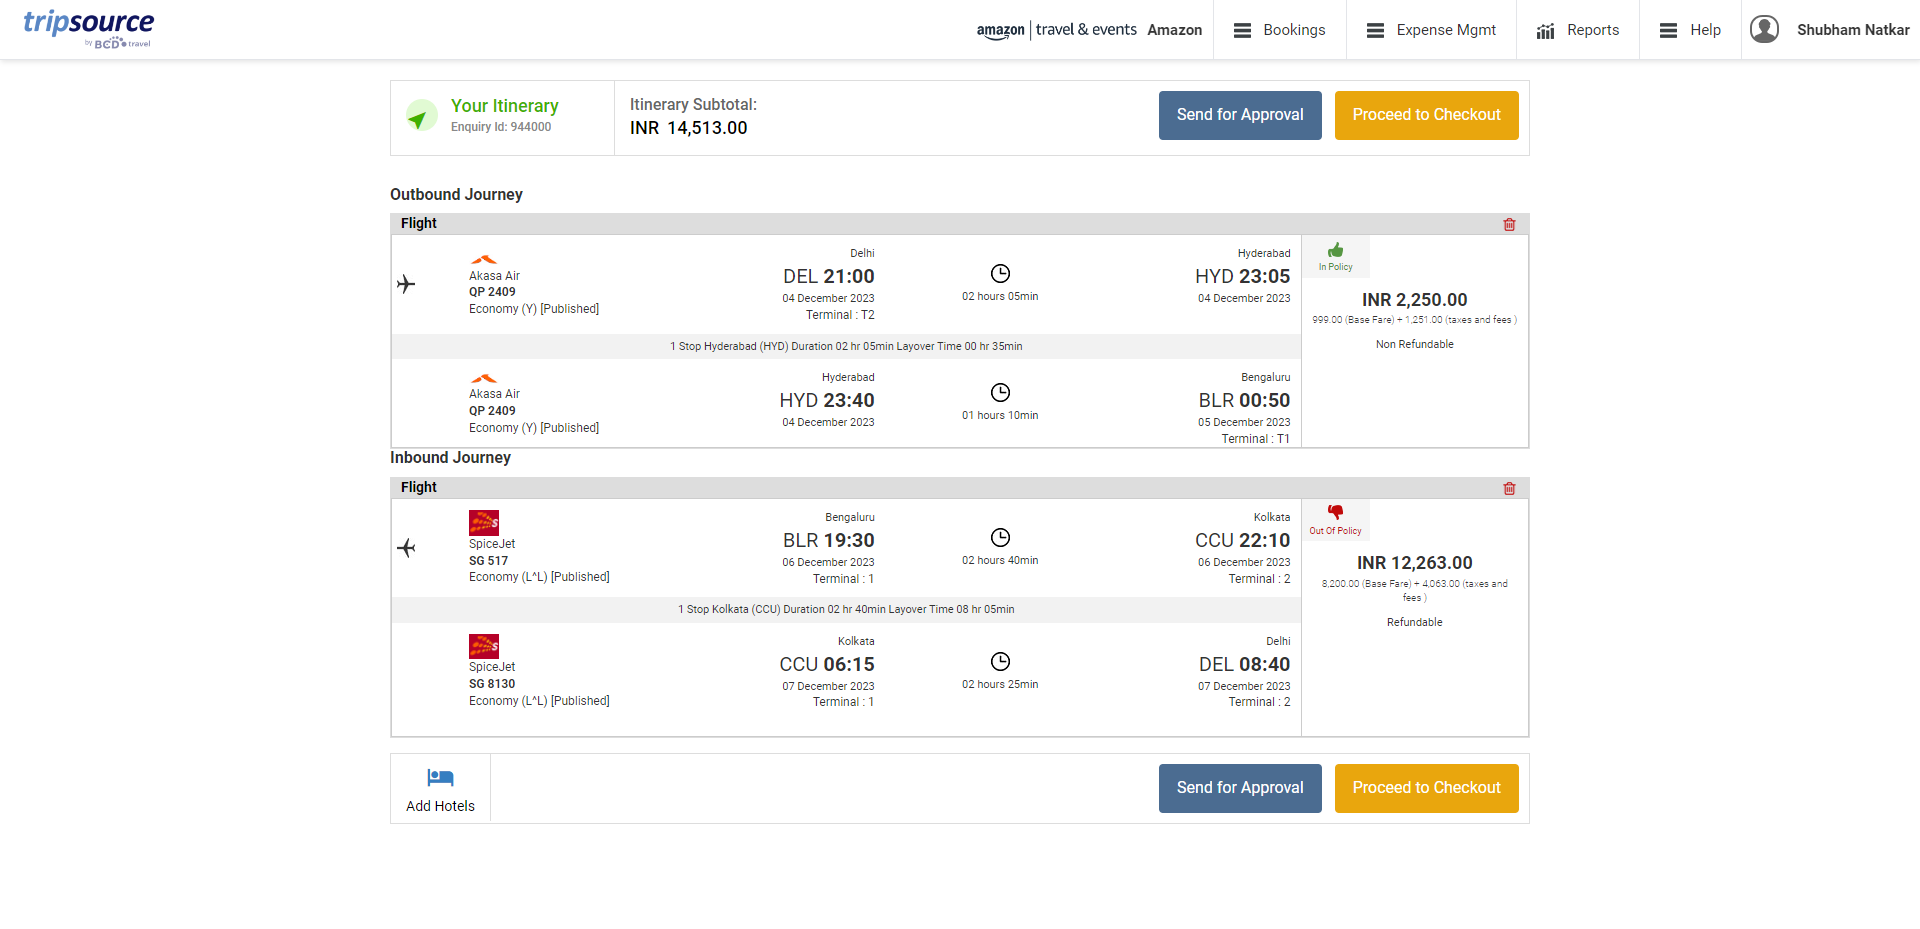 tripsource
by BCD travel
amazon | travel & events Amazon
Bookings
Expense Mgmt
Reports
Help
Shubham Natkar
Your Itinerary
Enquiry Id: 944000
Itinerary Subtotal:
INR 14,513.00
Send for Approval
Proceed to Checkout
Outbound Journey
Flight
Akasa Air
QP 2409
Economy (Y) [Published]
Delhi
DEL 21:00
04 December 2023
Terminal : T2
02 hours 05min
Hyderabad
HYD 23:05
04 December 2023
In Policy
INR 2,250.00
999.00 (Base Fare) + 1,251.00 (taxes and fees )
Non Refundable
1 Stop Hyderabad (HYD) Duration 02 hr 05min Layover Time 00 hr 35min
Akasa Air
QP 2409
Economy (Y) [Published]
Hyderabad
HYD 23:40
04 December 2023
01 hours 10min
Bengaluru
BLR 00:50
05 December 2023
Terminal : T1
Inbound Journey
Flight
SpiceJet
SG 517
Economy (L^L) [Published]
Bengaluru
BLR 19:30
06 December 2023
Terminal : 1
02 hours 40min
Kolkata
CCU 22:10
06 December 2023
Terminal : 2
Out Of Policy
INR 12,263.00
8,200.00 (Base Fare) + 4,063.00 (taxes and
fees )
Refundable
1 Stop Kolkata (CCU) Duration 02 hr 40min Layover Time 08 hr 05min
SpiceJet
SG 8130
Economy (L^L) [Published]
Kolkata
CCU 06:15
07 December 2023
Terminal : 1
02 hours 25min
Delhi
DEL 08:40
07 December 2023
Terminal : 2
Add Hotels
Send for Approval
Proceed to Checkout